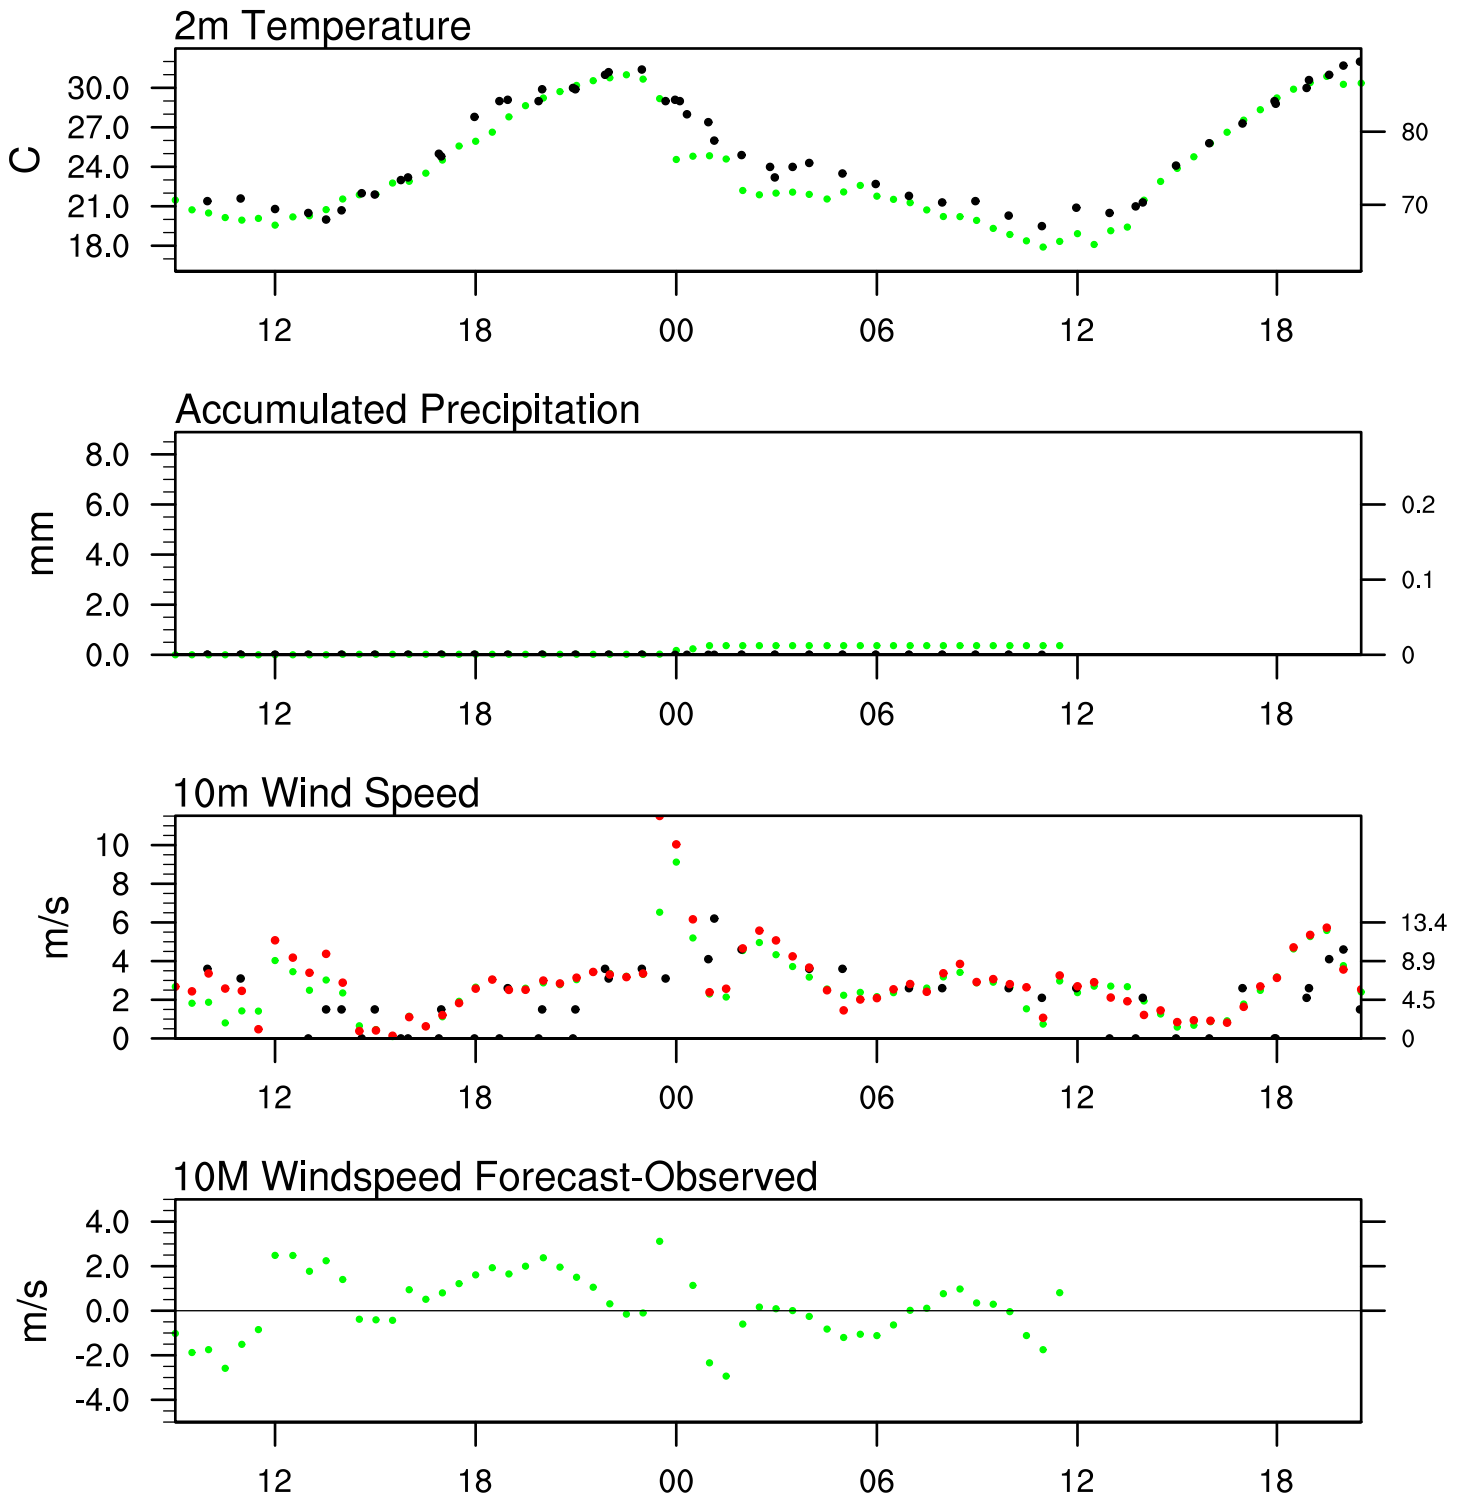 2m Temperature
30.0
27.0
24.0
21.0
18.0
C
80
70
12 18 00 06 12 18
Accumulated Precipitation
8.0
6.0
4.0
2.0
0.0
mm
0.2
0.1
0
12 18 00 06 12 18
10m Wind Speed
10
8
6
4
2
0
m/s
13.4
8.9
4.5
0
12 18 00 06 12 18
10M Windspeed Forecast-Observed
4.0
2.0
0.0
-2.0
-4.0
m/s
12 18 00 06 12 18